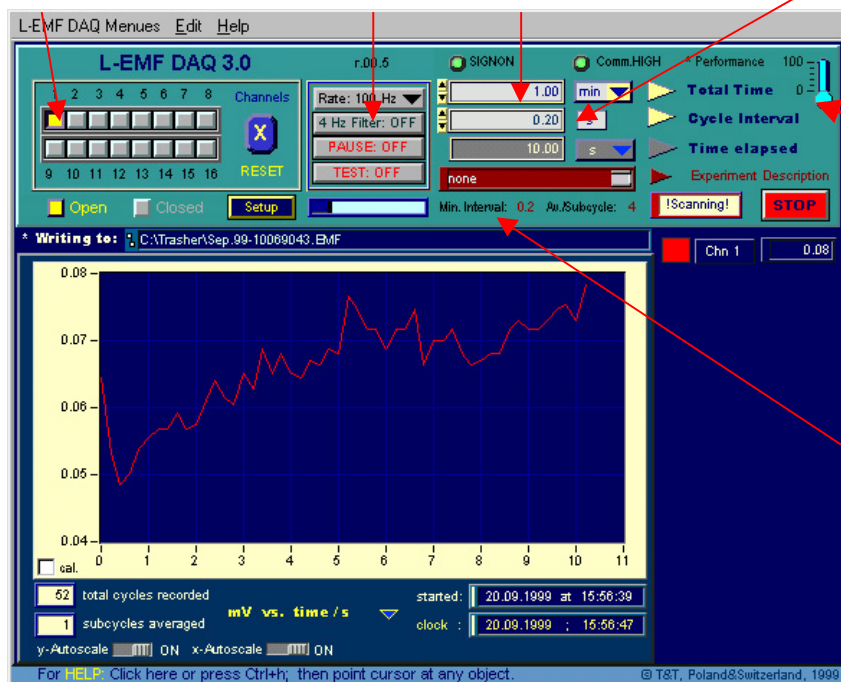 L-EMF DAQ Menues Edit Help
L-EMF DAQ 3.0 r.00.5 SIGNON Comm.HIGH * Performance 100
1 2 3 4 5 6 7 8 Channels Rate: 100 Hz 1.00 min Total Time 0
4 Hz Filter: OFF 0.20 s Cycle Interval
X PAUSE: OFF 10.00 s Time elapsed
9 10 11 12 13 14 15 16 RESET TEST: OFF none Experiment Description
Open Closed Setup Min. Interval: 0.2 Av./Subcycle: 4 !Scanning! STOP
* Writing to: C:\Trasher\Sep.99-10069043.EMF
Chn 1 0.08
0.08
0.07
0.06
0.05
0.04
cal. 0 1 2 3 4 5 6 7 8 9 10 11
52 total cycles recorded started: 20.09.1999 at 15:56:39
mV vs. time/s
1 subcycles averaged clock : 20.09.1999 ; 15:56:47
y-Autoscale ON x-Autoscale ON
For HELP: Click here or press Ctrl+h; then point cursor at any object. © T&T, Poland&Switzerland, 1999